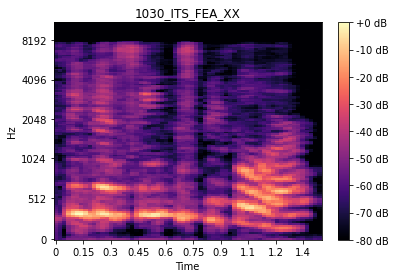 1030_ITS_FEA_XX
+0 dB
8192
-10 dB
4096
-20 dB
-30 dB
2048
Hz
-40 dB
1024
-50 dB
512
-60 dB
-70 dB
0
-80 dB
0 0.15 0.3 0.45 0.6 0.75 0.9 1.1 1.2 1.4
Time